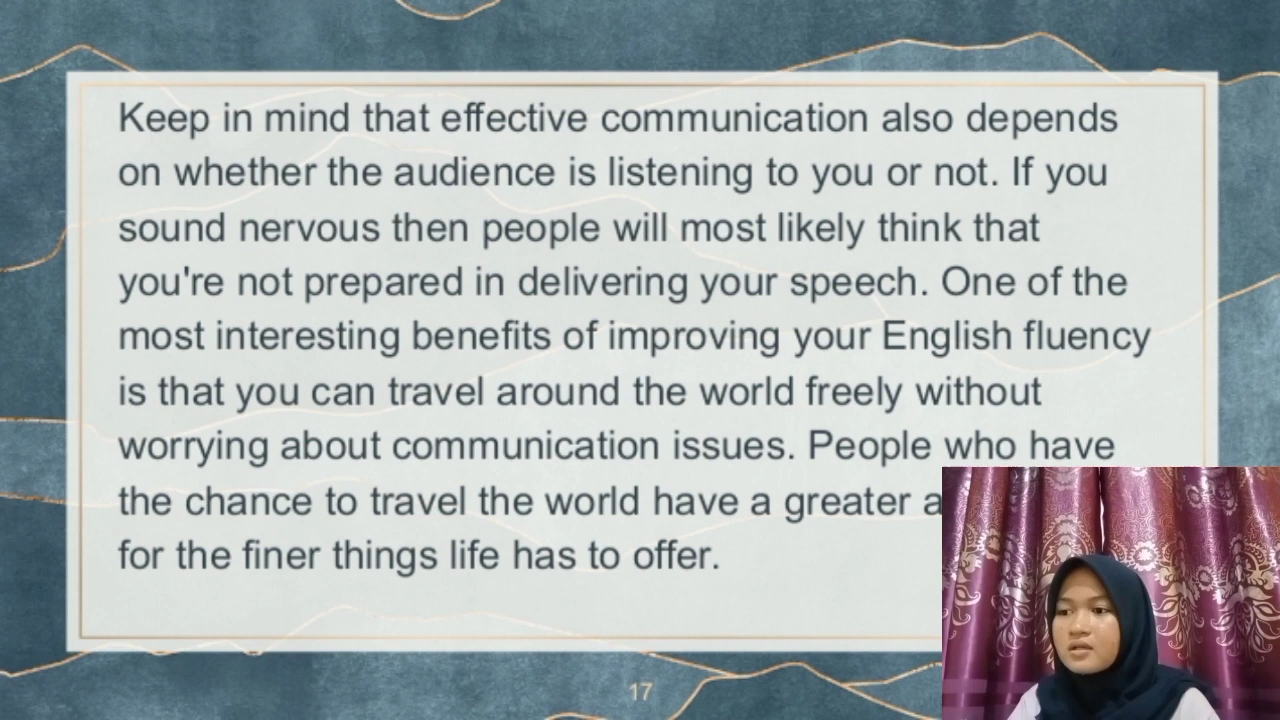 Keep in mind that effective communication also depends
on whether the audience is listening to you or not. If you
sound nervous then people will most likely think that
you're not prepared in delivering your speech. One of the
most interesting benefits of improving your English fluency
is that you can travel around the world freely without
worrying about communication issues. People who have
the chance to travel the world have a greater
for the finer things life has to offer.
17